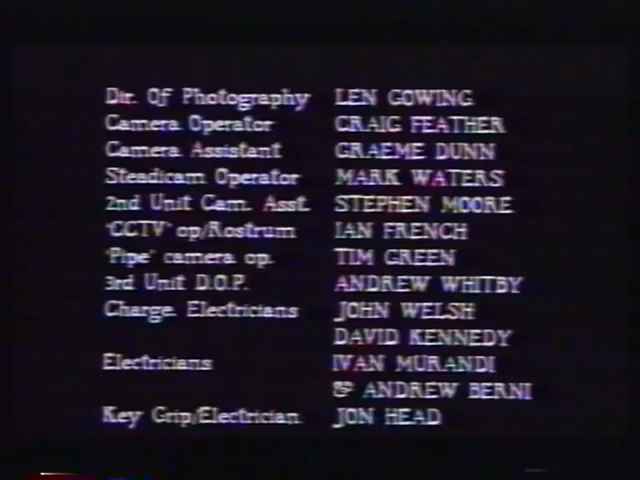 Dir. Of Photography LEN GOWING
Camera Operator CRAIG FEATHER
Camera Assistant GRAEME DUNN
Steadicam Operator MARK WATERS
2nd Unit Cam. Asst. STEPHEN MOORE
'CCTV' op/Rostrum IAN FRENCH
'Pipe' camera op. TIM GREEN
3rd Unit D.O.P. ANDREW WHITBY
Charge Electricians JOHN WELSH
DAVID KENNEDY
Electricians IVAN MURANDI
& ANDREW BERNI
Key Grip/Electrician JON HEAD